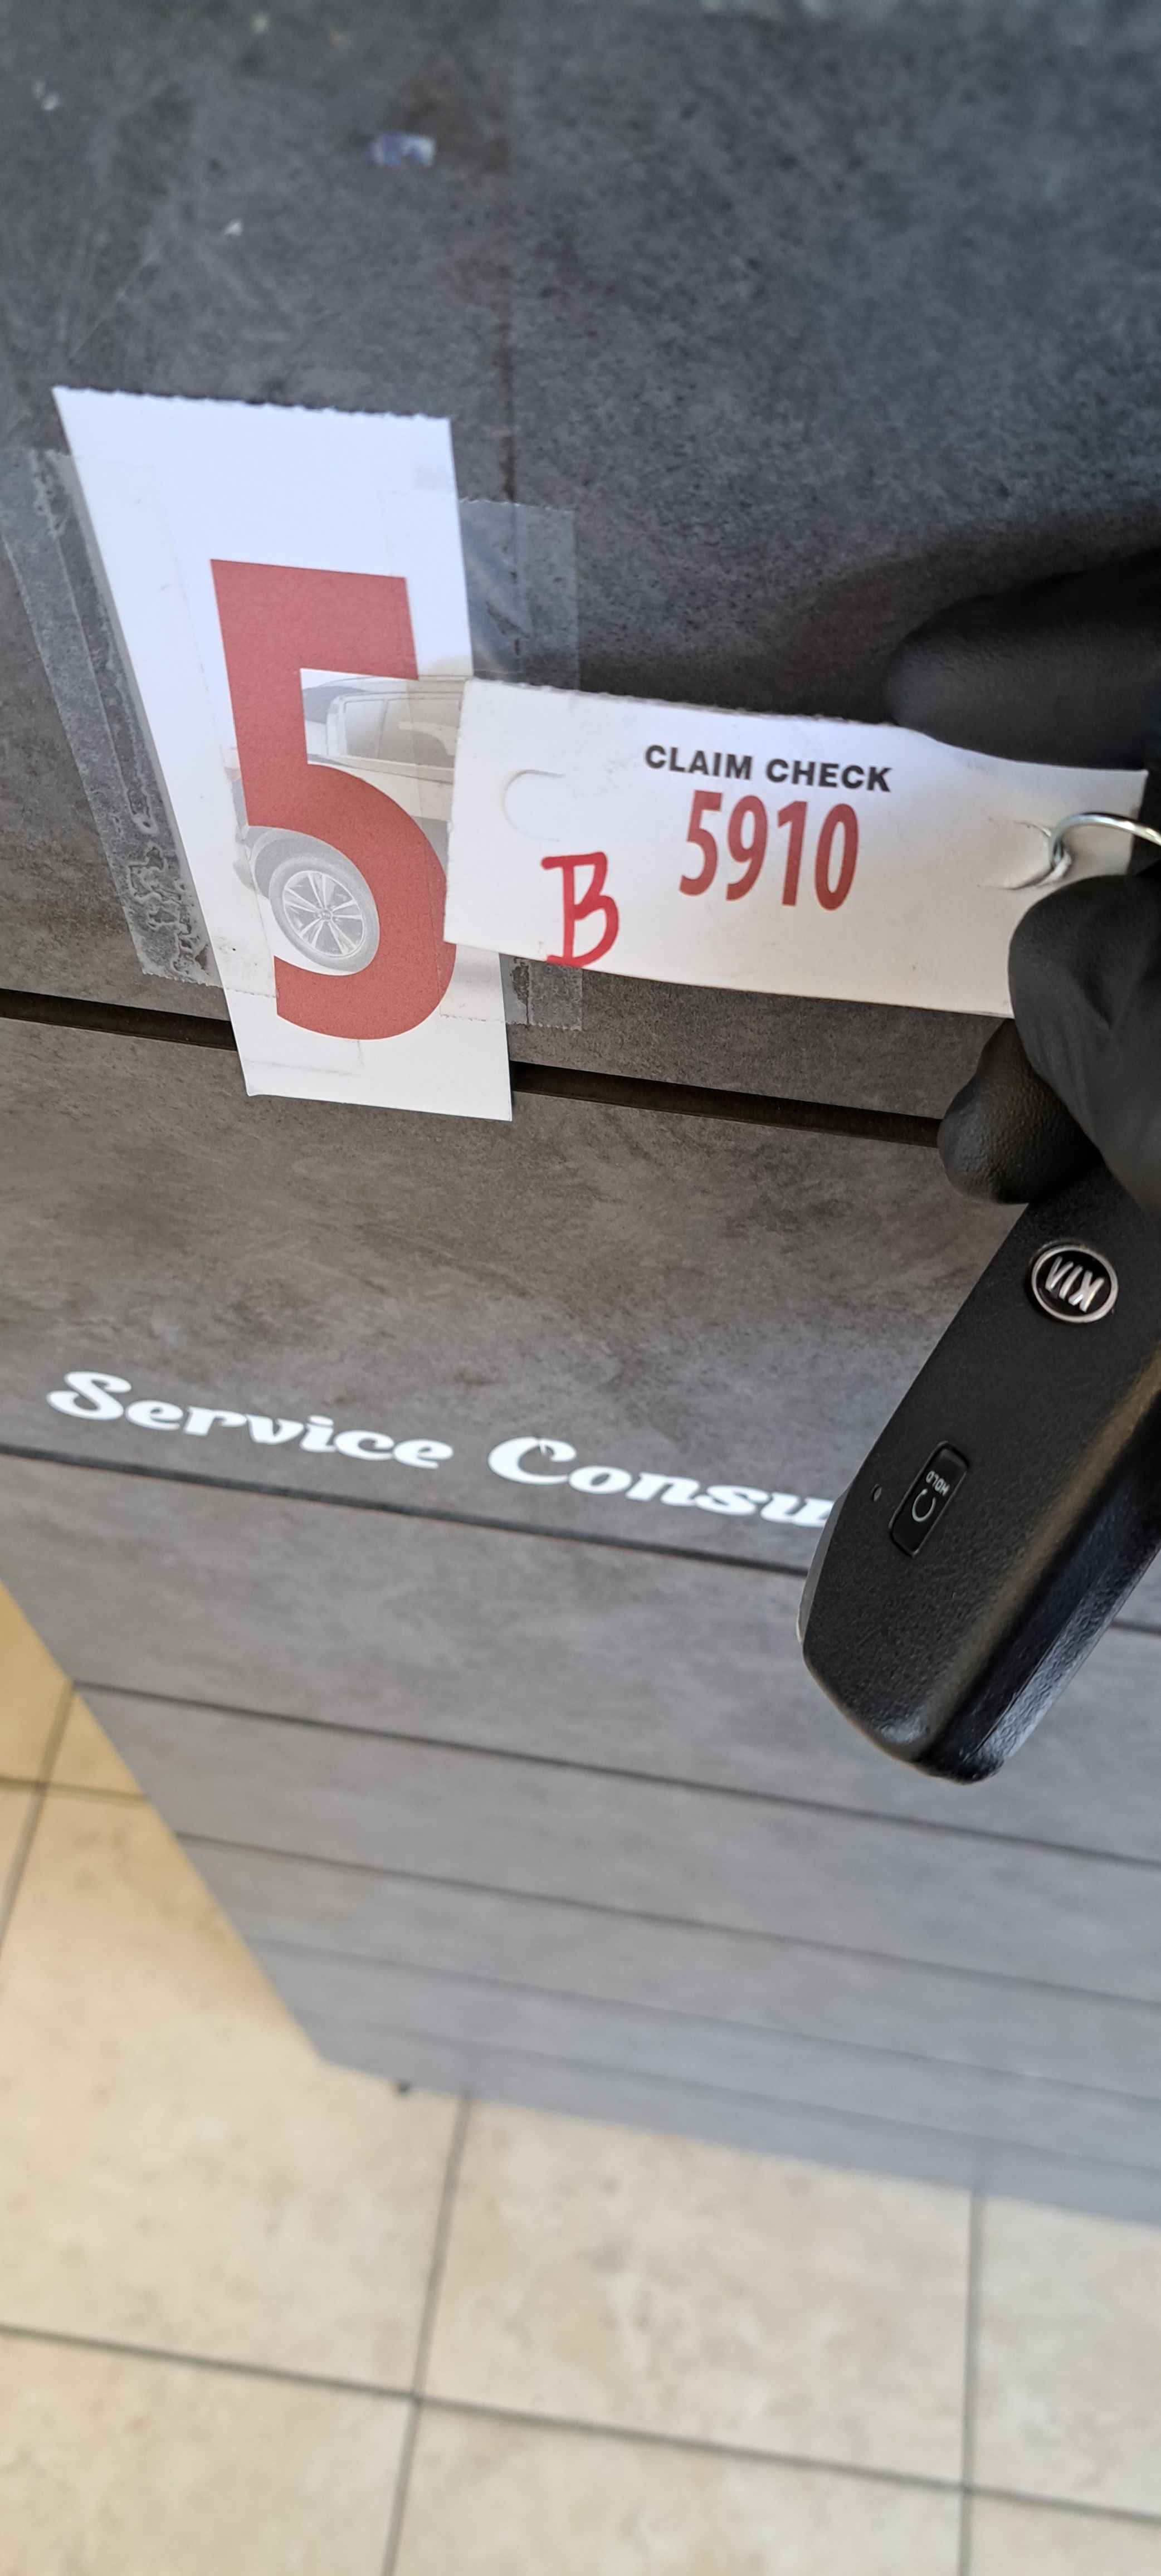 5
CLAIM CHECK
5910
B
KIA
HOLD
Service Consu